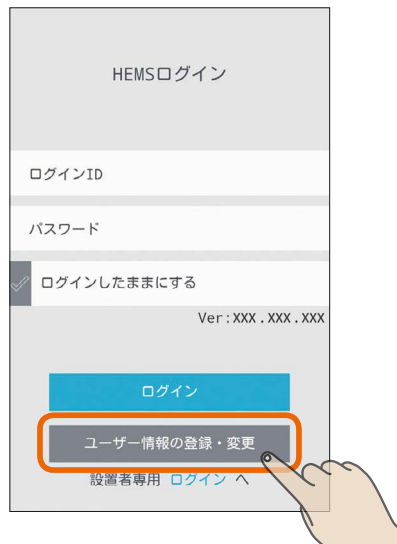 HEMSログイン
ログインID
パスワード
ログインしたままにする
Ver:XXX.XXX.XXX
ログイン
ユーザー情報の登録・変更
設置者専用 ログイン へ